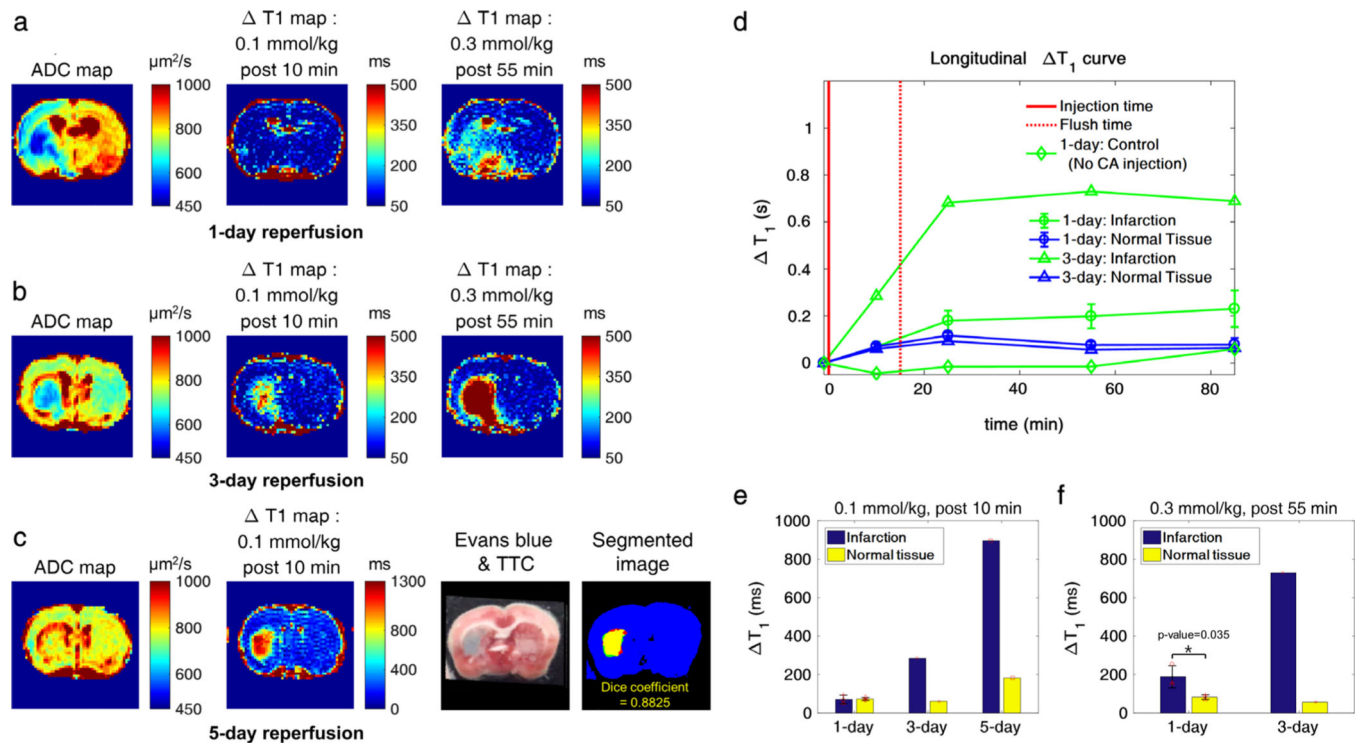 a
Δ T1 map :
0.1 mmol/kg
post 10 min
Δ T1 map :
0.3 mmol/kg
post 55 min
ADC map
µm²/s
1000
800
600
450
ms
500
350
200
50
ms
500
350
200
50
1-day reperfusion
b
Δ T1 map :
0.1 mmol/kg
post 10 min
Δ T1 map :
0.3 mmol/kg
post 55 min
ADC map
µm²/s
1000
800
600
450
ms
500
350
200
50
ms
500
350
200
50
3-day reperfusion
c
Δ T1 map :
0.1 mmol/kg
post 10 min
ADC map
µm²/s
1000
800
600
450
ms
1300
900
600
300
0
Evans blue
& TTC
Segmented
image
Dice coefficient
= 0.8825
5-day reperfusion
d
Longitudinal ΔT₁ curve
Injection time
Flush time
1-day: Control
(No CA injection)
1-day: Infarction
1-day: Normal Tissue
3-day: Infarction
3-day: Normal Tissue
Δ T₁ (s)
1
0.8
0.6
0.4
0.2
0
0 20 40 60 80
time (min)
e
0.1 mmol/kg, post 10 min
Infarction
Normal tissue
ΔT₁ (ms)
1000
800
600
400
200
0
1-day 3-day 5-day
f
0.3 mmol/kg, post 55 min
Infarction
Normal tissue
p-value=0.035
*
ΔT₁ (ms)
1000
800
600
400
200
0
1-day 3-day